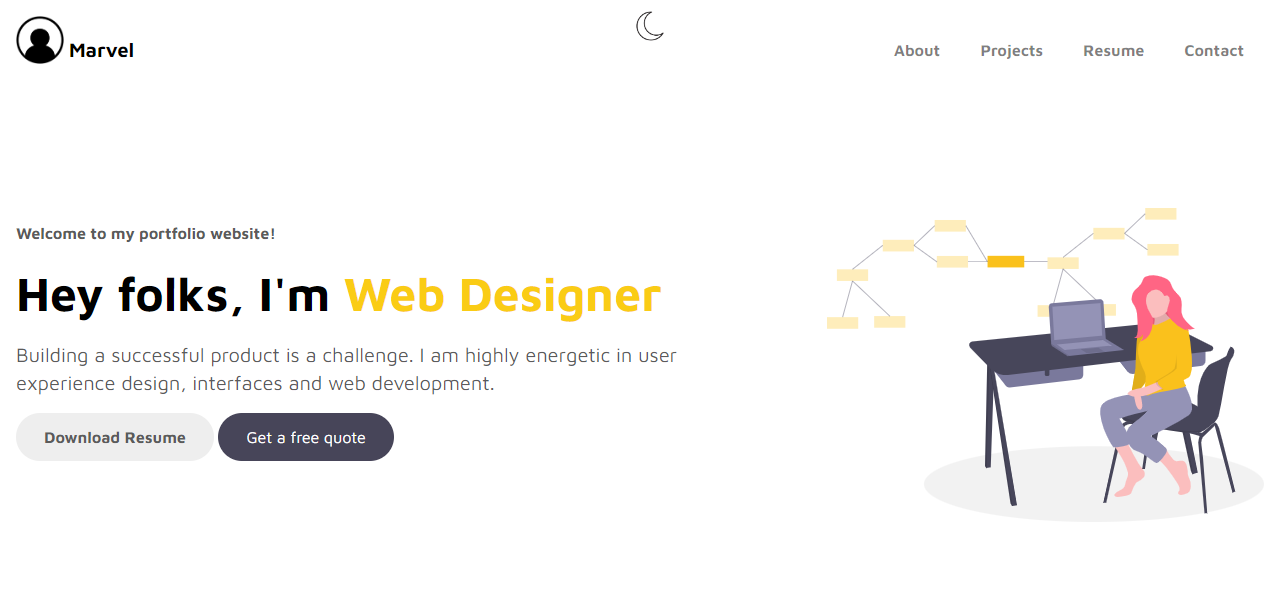 Marvel
About Projects Resume Contact
Welcome to my portfolio website!
Hey folks, I'm Web Designer
Building a successful product is a challenge. I am highly energetic in user
experience design, interfaces and web development.
Download Resume Get a free quote